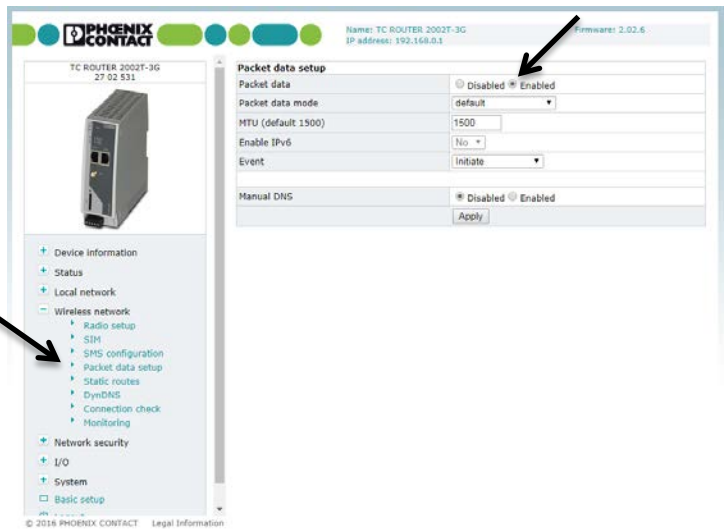 PHŒNIX
CONTACT
Name: TC ROUTER 2002T-3G
IP address: 192.168.0.1
Firmware: 2.02.6
TC ROUTER 2002T-3G
27 02 531
Packet data setup
Packet data Disabled Enabled
Packet data mode default
MTU (default 1500) 1500
Enable IPv6 No
Event Initiate
Manual DNS Disabled Enabled
Apply
Device information
Status
Local network
Wireless network
Radio setup
SIM
SMS configuration
Packet data setup
Static routes
DynDNS
Connection check
Monitoring
Network security
I/O
System
Basic setup
© 2016 PHOENIX CONTACT Legal Information